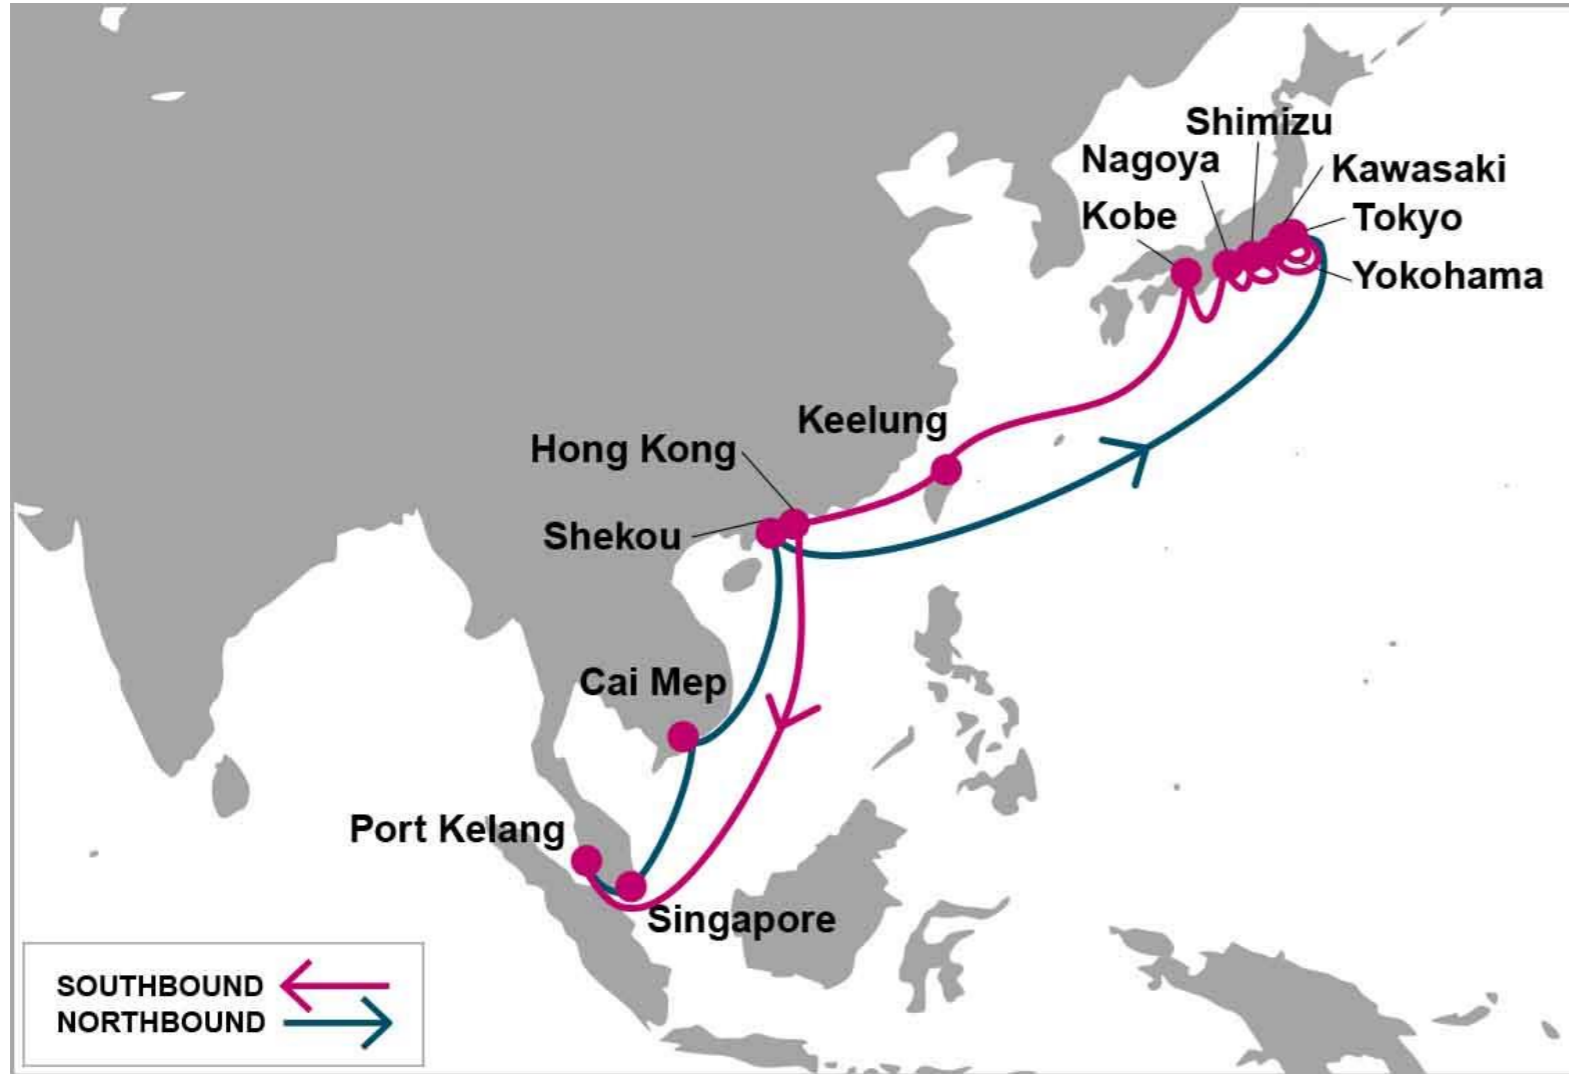 Shimizu
Nagoya
Kawasaki
Kobe
Tokyo
Yokohama
Keelung
Hong Kong
Shekou
Cai Mep
Port Kelang
Singapore
SOUTHBOUND
NORTHBOUND